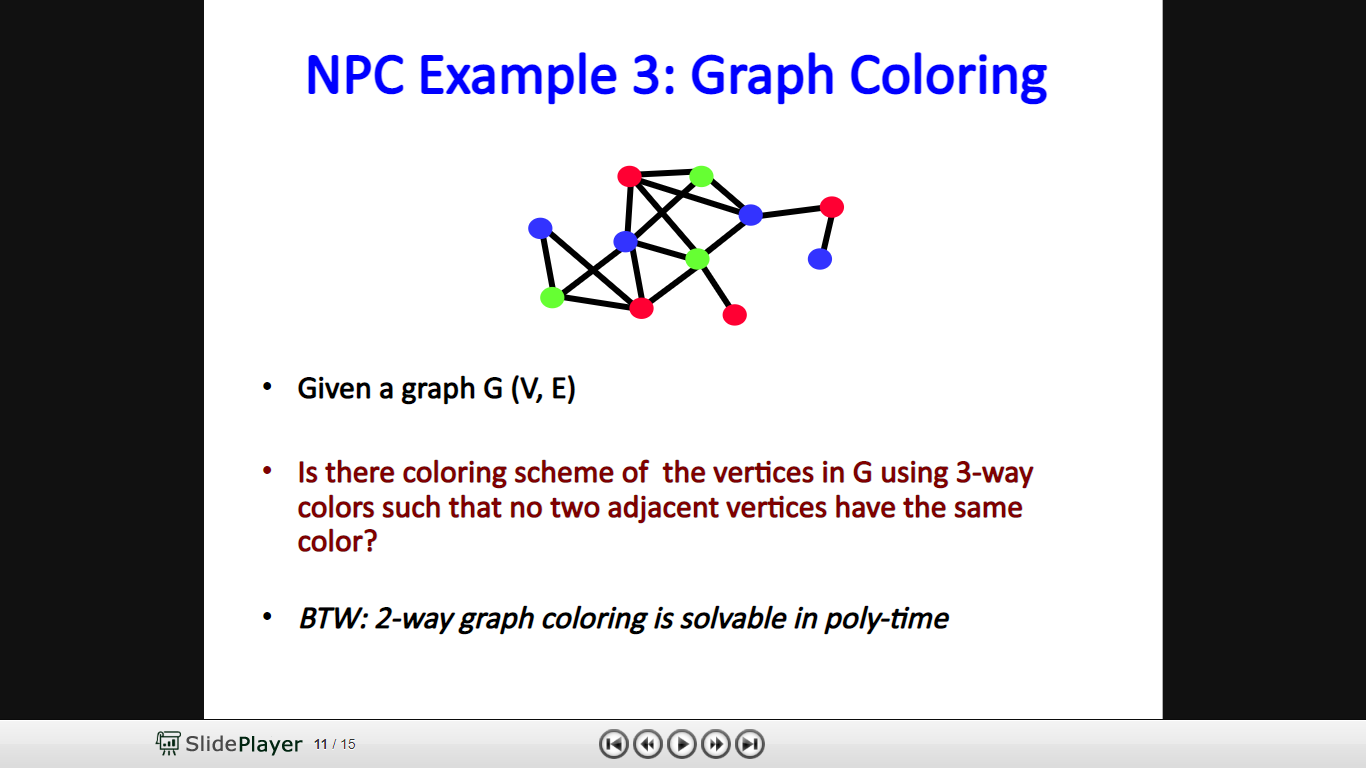 NPC Example 3: Graph Coloring
• Given a graph G (V, E)
• Is there coloring scheme of the vertices in G using 3-way
colors such that no two adjacent vertices have the same
color?
• BTW: 2-way graph coloring is solvable in poly-time
SlidePlayer 11 / 15